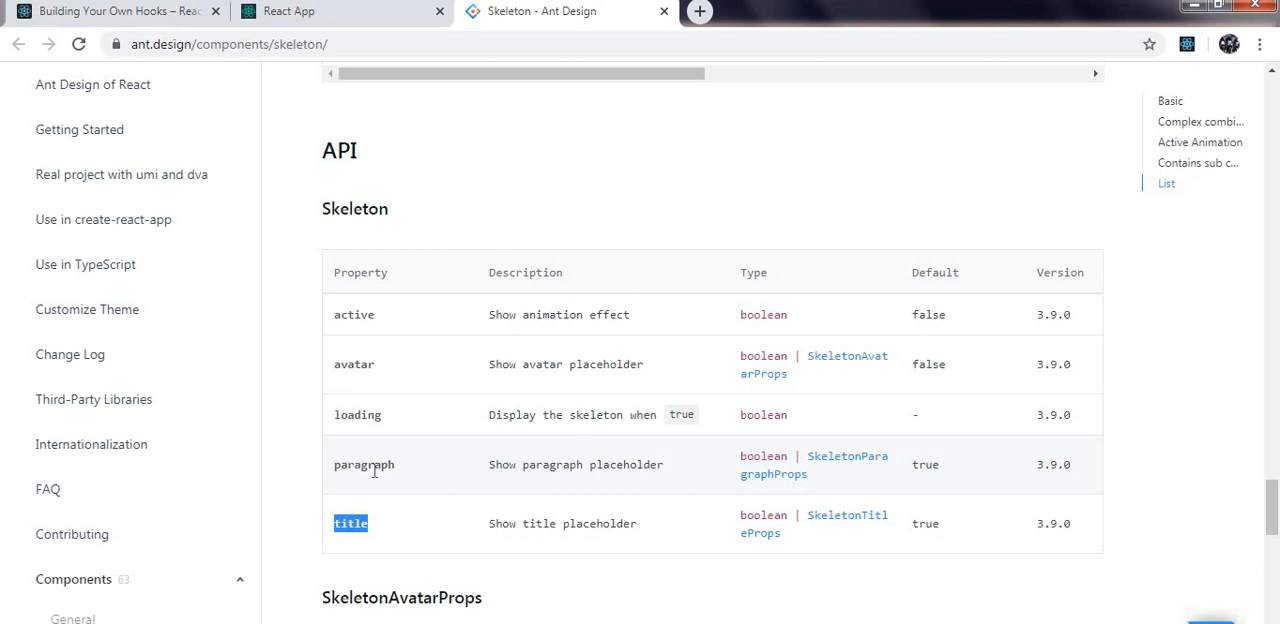 Building Your Own Hooks – Reac
React App
Skeleton - Ant Design
ant.design/components/skeleton/
Ant Design of React
Getting Started
Real project with umi and dva
Use in create-react-app
Use in TypeScript
Customize Theme
Change Log
Third-Party Libraries
Internationalization
FAQ
Contributing
Components 63
General
API
Skeleton
Property Description Type Default Version
active Show animation effect boolean false 3.9.0
avatar Show avatar placeholder boolean | SkeletonAvat
arProps false 3.9.0
loading Display the skeleton when true boolean - 3.9.0
paragraph Show paragraph placeholder boolean | SkeletonPara
graphProps true 3.9.0
title Show title placeholder boolean | SkeletonTitl
eProps true 3.9.0
SkeletonAvatarProps
Basic
Complex combi...
Active Animation
Contains sub c...
List